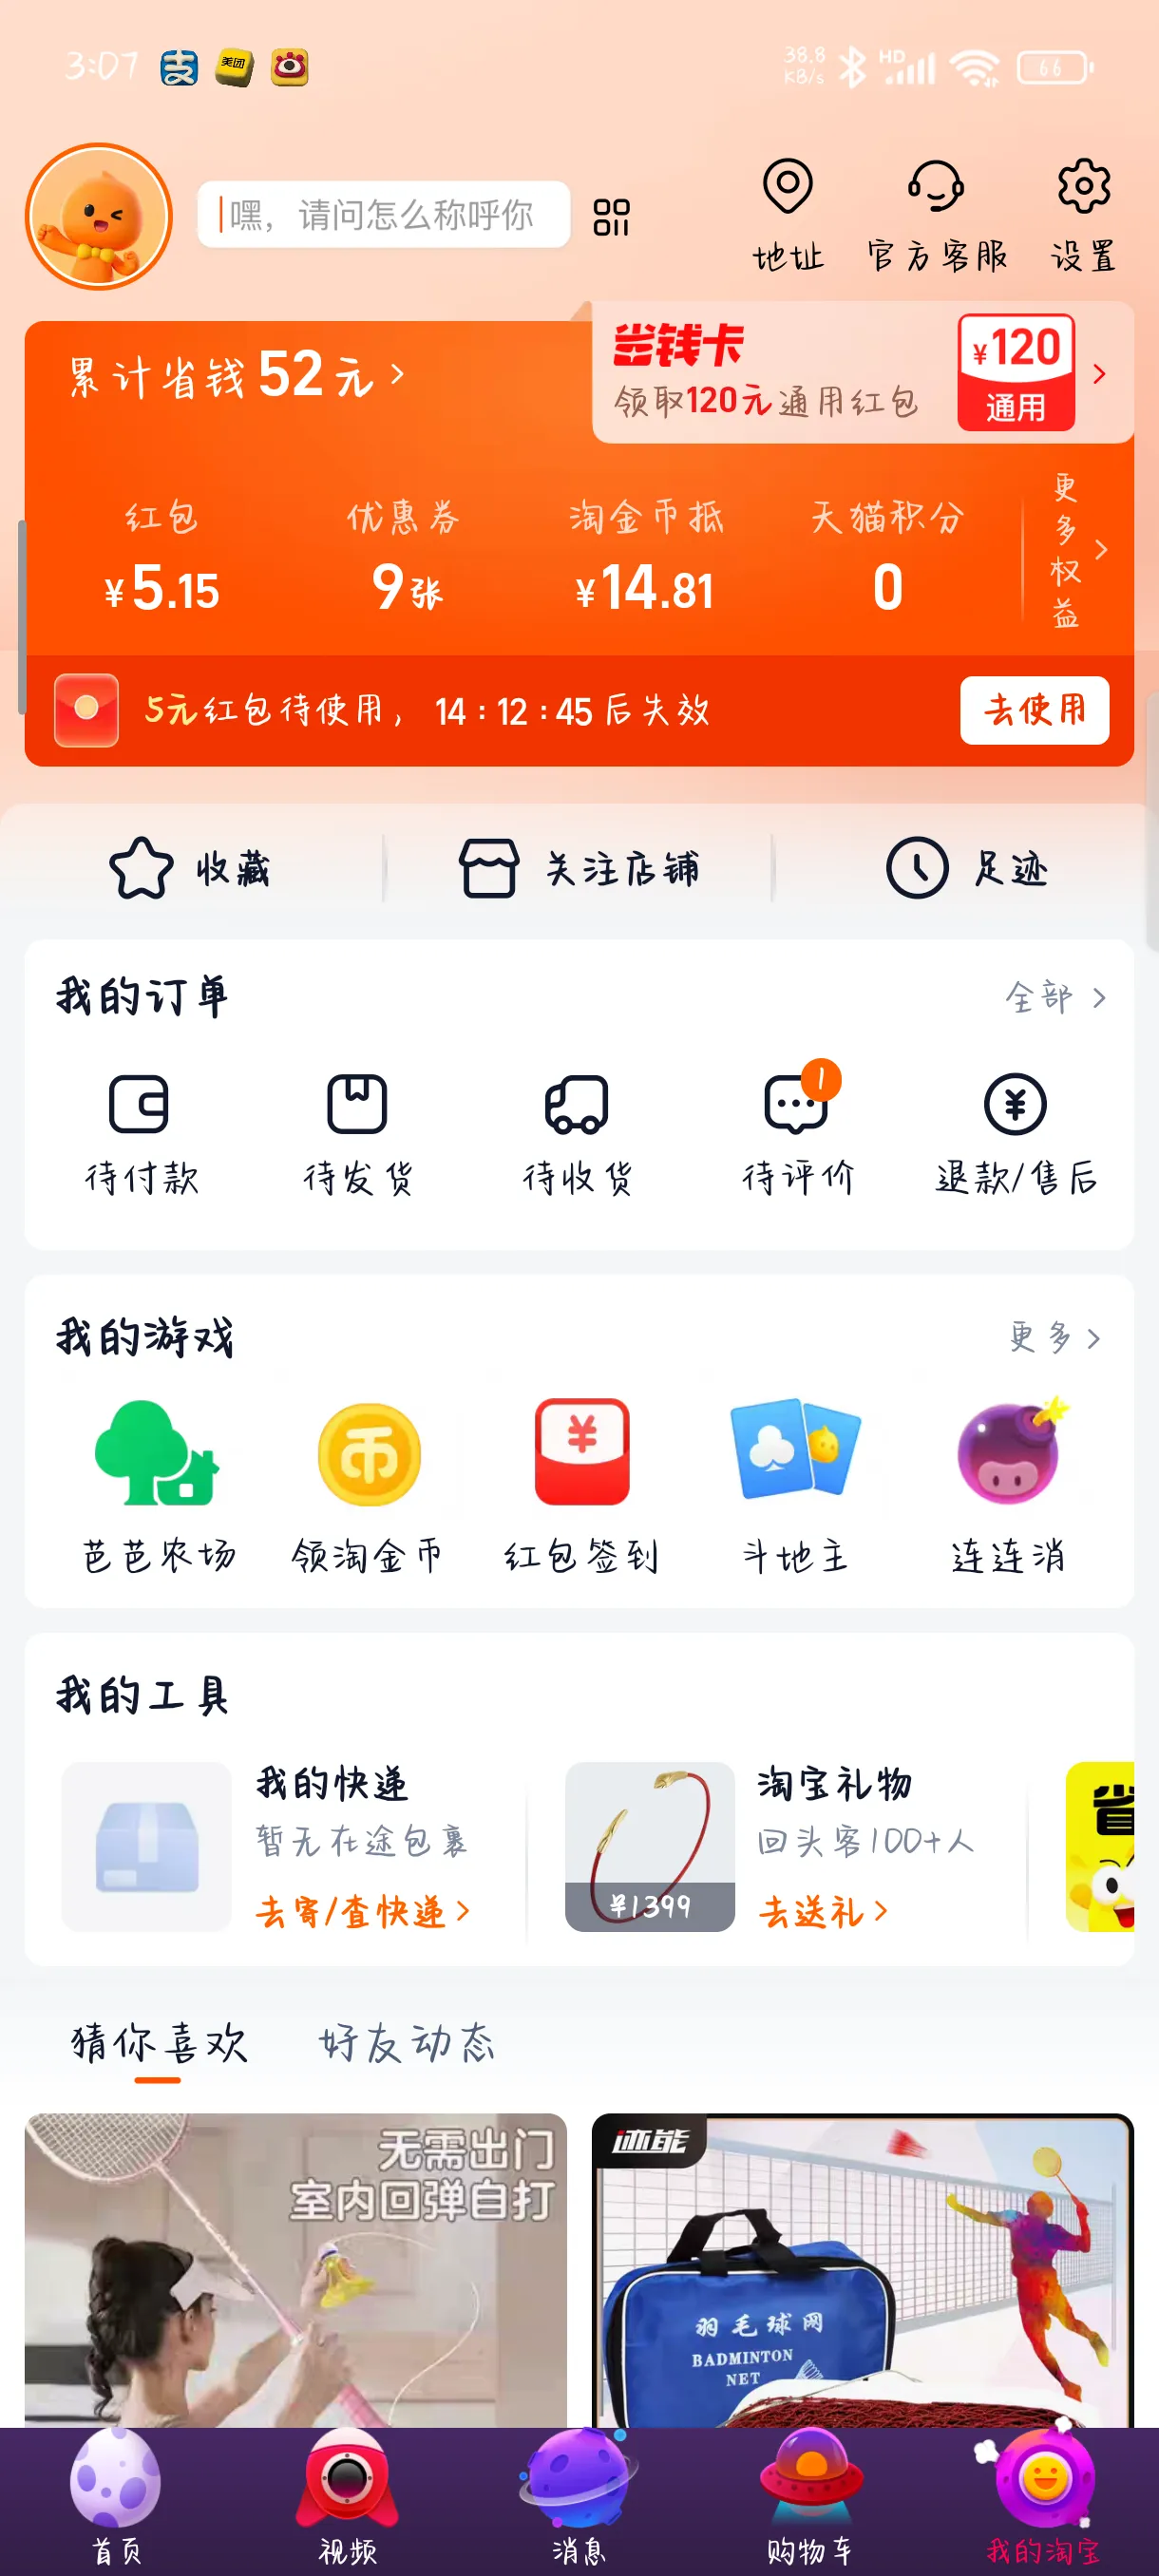 3:07
支
美团
38.8
KB/s
HD
66
嘿，请问怎么称呼你
地址
官方客服
设置
累计省钱52元
省钱卡
领取120元通用红包
¥120
通用
红包
优惠券
淘金币抵
天猫积分
更多权益
¥5.15
9张
¥14.81
0
5元红包待使用，14:12:45后失效
去使用
收藏
关注店铺
足迹
我的订单
全部
1
待付款
待发货
待收货
待评价
退款/售后
我的游戏
更多
芭芭农场
领淘金币
红包签到
斗地主
连连消
我的工具
我的快递
暂无在途包裹
去寄/查快递
¥1399
淘宝礼物
回头客100+人
去送礼
省
猜你喜欢
好友动态
无需出门
室内回弹自打
迹能
羽毛球网
BADMINTON
NET
首页
视频
消息
购物车
我的淘宝